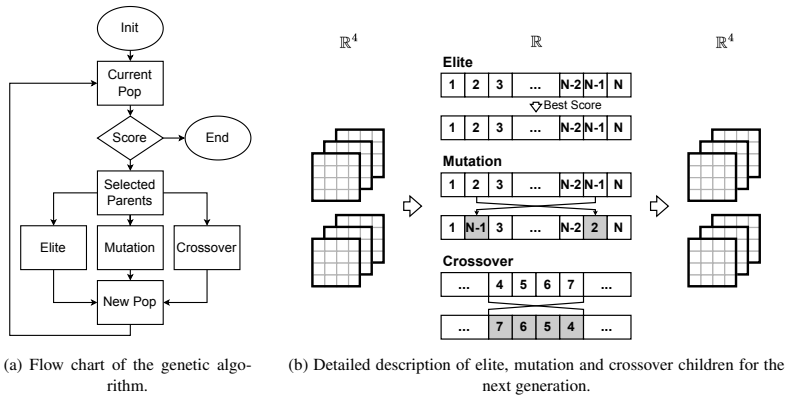 Init
Current
Pop
Score
End
Selected
Parents
Elite
Mutation
Crossover
New Pop
(a) Flow chart of the genetic algo-
rithm.
ℝ⁴
ℝ
ℝ⁴
Elite
1 2 3 ... N-2 N-1 N
Best Score
1 2 3 ... N-2 N-1 N
Mutation
1 2 3 ... N-2 N-1 N
1 N-1 3 ... N-2 2 N
Crossover
... 4 5 6 7 ...
... 7 6 5 4 ...
(b) Detailed description of elite, mutation and crossover children for the
next generation.